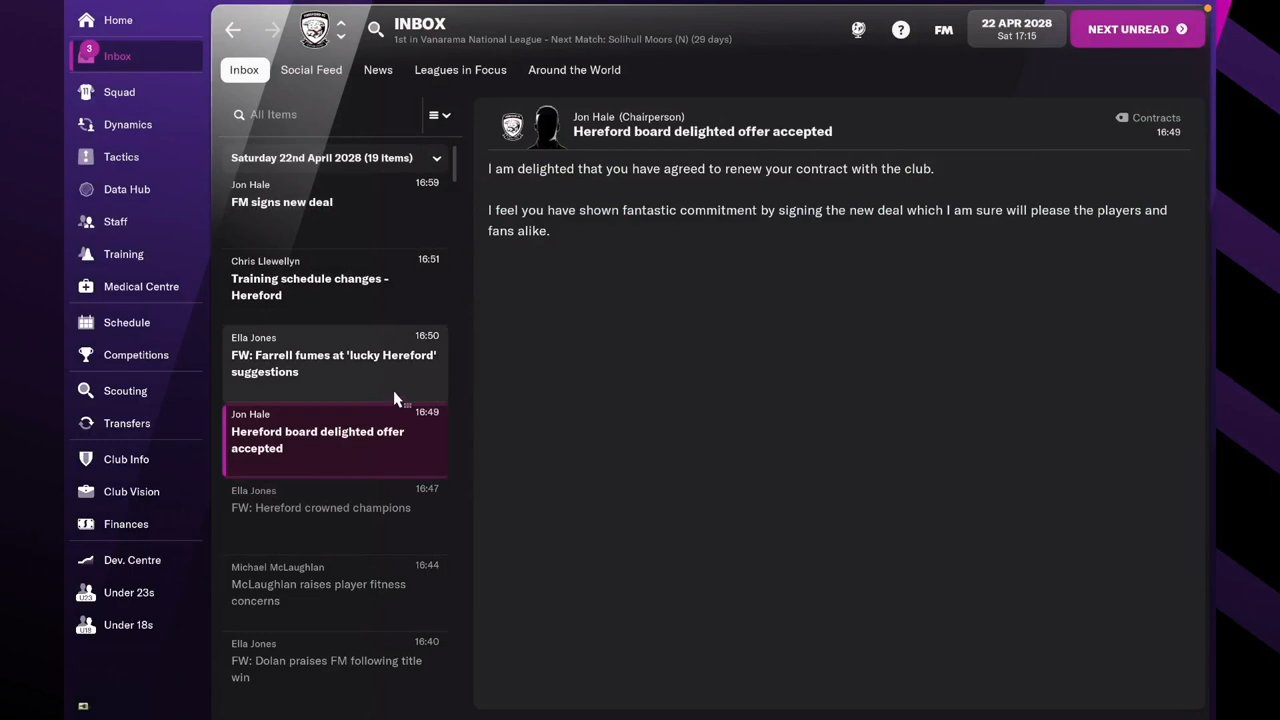 Home
3
Inbox
Squad
Dynamics
Tactics
Data Hub
Staff
Training
Medical Centre
Schedule
Competitions
Scouting
Transfers
Club Info
Club Vision
Finances
Dev. Centre
U23
Under 23s
U18
Under 18s
INBOX
1st in Vanarama National League - Next Match: Solihull Moors (N) (29 days)
FM
22 APR 2028
Sat 17:15
NEXT UNREAD
Inbox
Social Feed
News
Leagues in Focus
Around the World
All Items
Saturday 22nd April 2028 (19 Items)
Jon Hale 16:59
FM signs new deal
Chris Llewellyn 16:51
Training schedule changes -
Hereford
Ella Jones 16:50
FW: Farrell fumes at 'lucky Hereford'
suggestions
Jon Hale 16:49
Hereford board delighted offer
accepted
Ella Jones 16:47
FW: Hereford crowned champions
Michael McLaughlan 16:44
McLaughlan raises player fitness
concerns
Ella Jones 16:40
FW: Dolan praises FM following title
win
Jon Hale (Chairperson)
Hereford board delighted offer accepted
Contracts
16:49
I am delighted that you have agreed to renew your contract with the club.
I feel you have shown fantastic commitment by signing the new deal which I am sure will please the players and
fans alike.